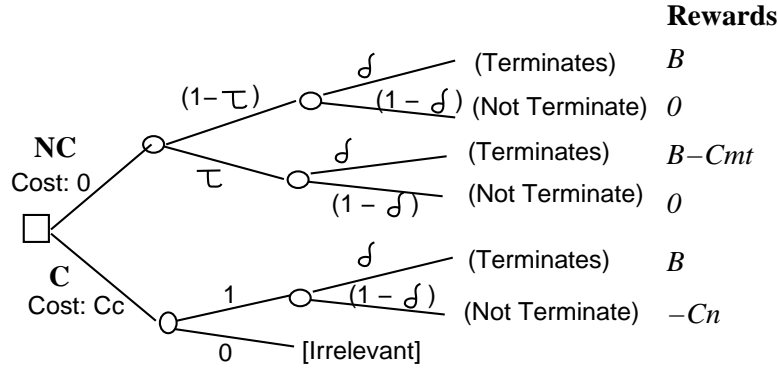 Rewards
δ (Terminates) B
(1−τ) (1 − δ) (Not Terminate) 0
NC δ (Terminates) B−Cmt
Cost: 0 τ (1 − δ) (Not Terminate) 0
C δ (Terminates) B
Cost: Cc 1 (1 − δ) (Not Terminate) −Cn
0 [Irrelevant]